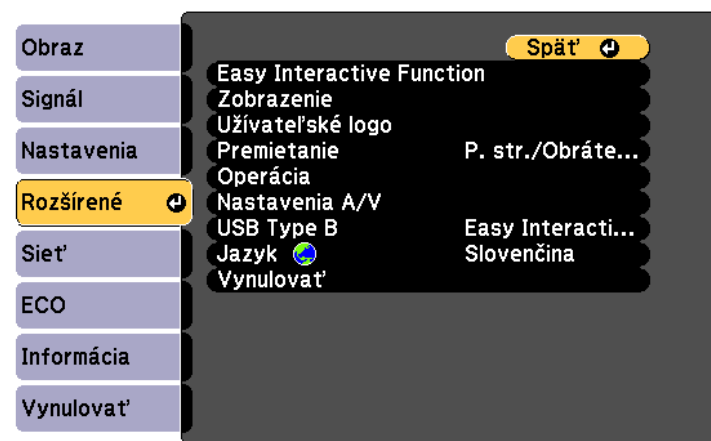 Obraz
Signál
Nastavenia
Rozšírené
Sieť
ECO
Informácia
Vynulovať
Späť
Easy Interactive Function
Zobrazenie
Užívateľské logo
Premietanie P. str./Obráte...
Operácia
Nastavenia A/V
USB Type B Easy Interacti...
Jazyk Slovenčina
Vynulovať